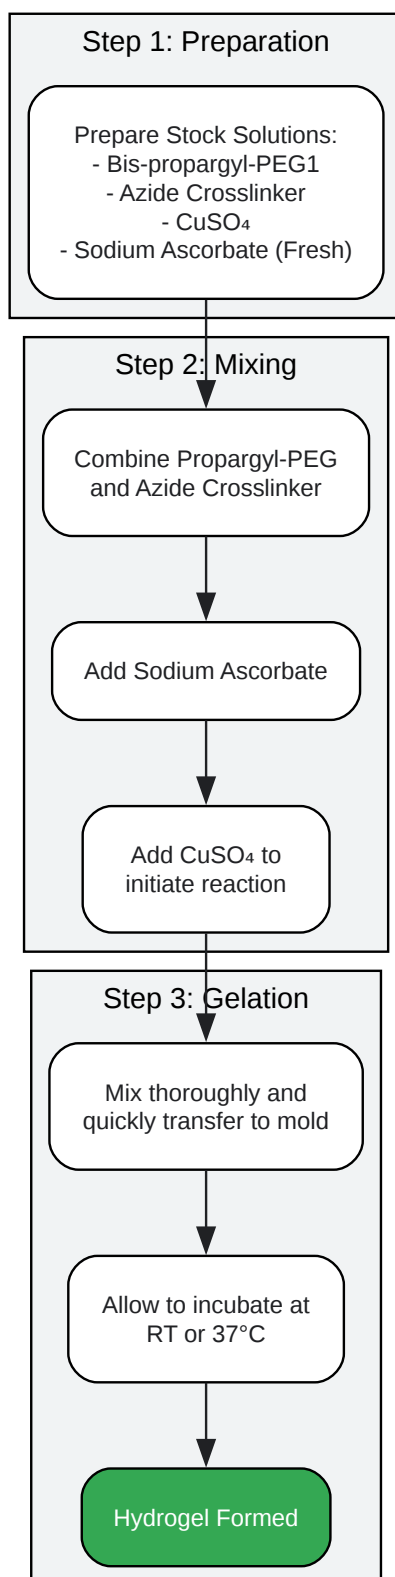 Step 1: Preparation
Prepare Stock Solutions:
- Bis-propargyl-PEG1
- Azide Crosslinker
- CuSO₄
- Sodium Ascorbate (Fresh)
Step 2: Mixing
Combine Propargyl-PEG
and Azide Crosslinker
Add Sodium Ascorbate
Add CuSO₄ to
initiate reaction
Step 3: Gelation
Mix thoroughly and
quickly transfer to mold
Allow to incubate at
RT or 37°C
Hydrogel Formed